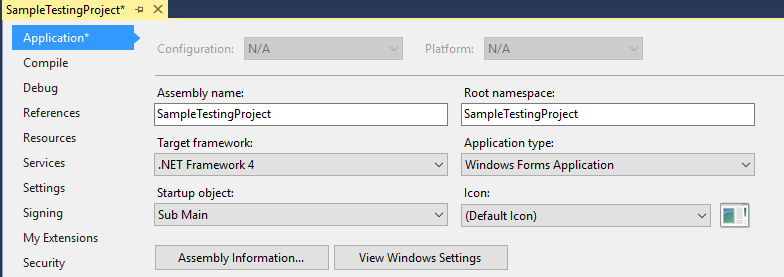 SampleTestingProject*
Application*
Compile
Debug
References
Resources
Services
Settings
Signing
My Extensions
Security
Configuration: N/A Platform: N/A
Assembly name: Root namespace:
SampleTestingProject SampleTestingProject
Target framework: Application type:
.NET Framework 4 Windows Forms Application
Startup object: Icon:
Sub Main (Default Icon)
Assembly Information... View Windows Settings